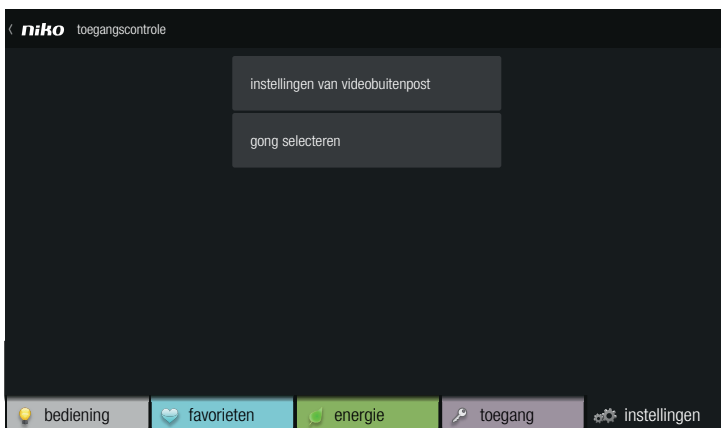 niko toegangscontrole
instellingen van videobuitenpost
gong selecteren
bediening favorieten energie toegang instellingen